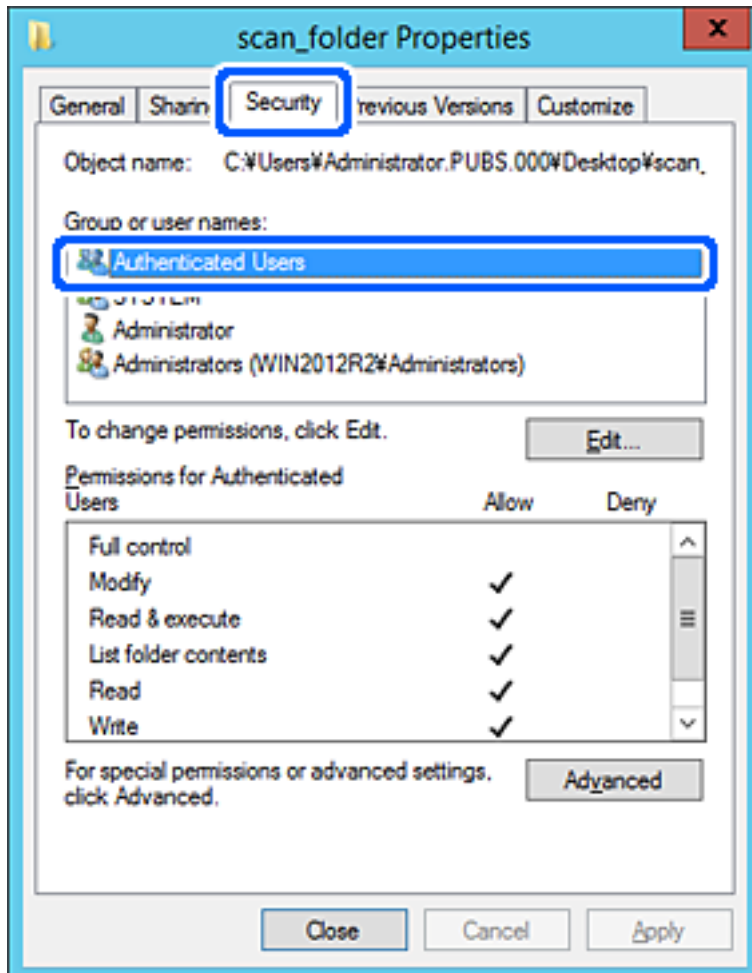 scan_folder Properties
General Sharin Security revious Versions Customize
Object name: C:¥Users¥Administrator.PUBS.000¥Desktop¥scan_
Group or user names:
Authenticated Users
SYSTEM
Administrator
Administrators (WIN2012R2¥Administrators)
To change permissions, click Edit.
Edit...
Permissions for Authenticated
Users Allow Deny
Full control
Modify
Read & execute
List folder contents
Read
Write
For special permissions or advanced settings,
click Advanced.
Advanced
Close Cancel Apply